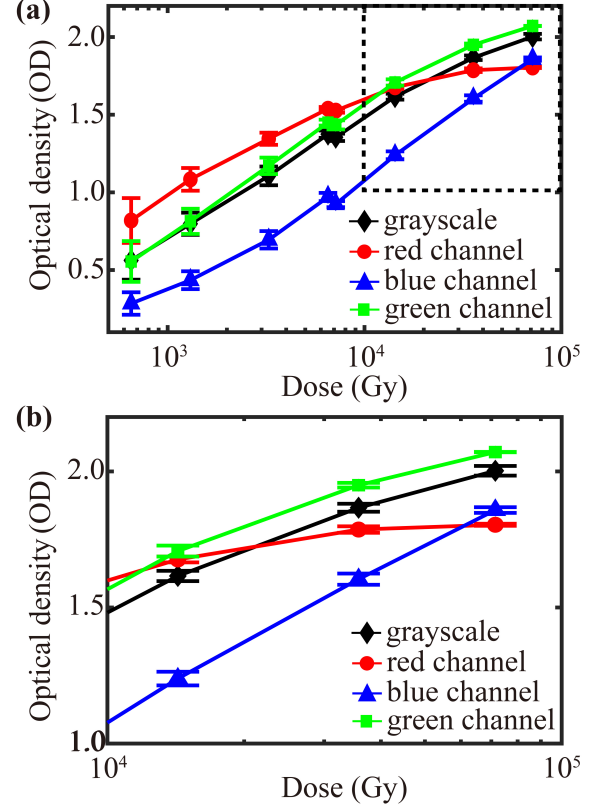 (a)
2.0
1.5
1.0
0.5
Optical density (OD)
grayscale
red channel
blue channel
green channel
10³ 10⁴ 10⁵
Dose (Gy)
(b)
2.0
1.5
1.0
Optical density (OD)
grayscale
red channel
blue channel
green channel
10⁴ 10⁵
Dose (Gy)